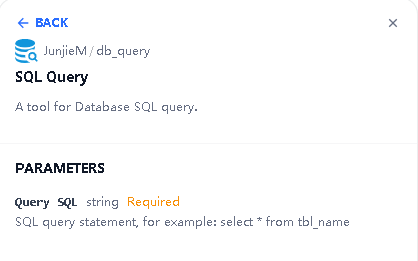 ← BACK
JunjieM / db_query
SQL Query
A tool for Database SQL query.
PARAMETERS
Query SQL string Required
SQL query statement, for example: select * from tbl_name